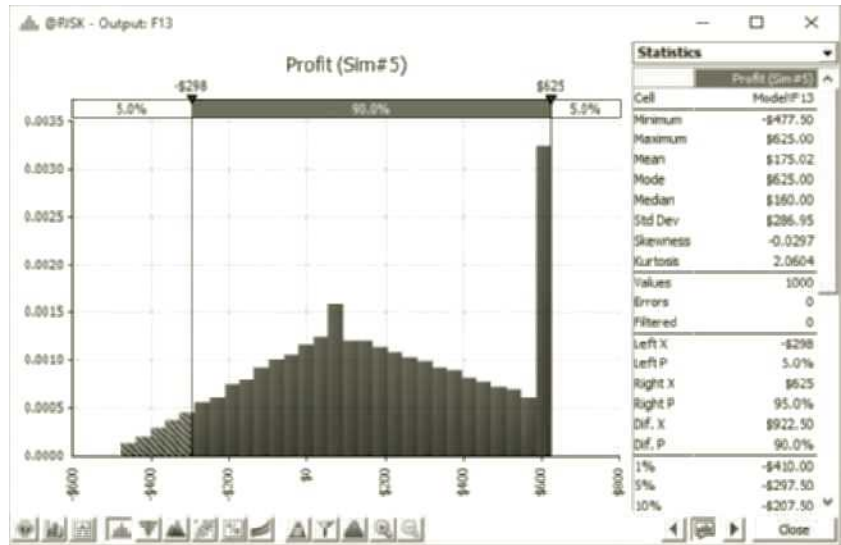 @RISK - Output: F13
Profit (Sim#5)
-$298
$625
5.0%
90.0%
5.0%
0.0035
0.0030
0.0025
0.0020
0.0015
0.0010
0.0005
0.0000
-$600
-$400
-$200
$0
$200
$400
$600
$800
Statistics
Profit (Sim#5)
Cell Model!F13
Minimum -$477.50
Maximum $625.00
Mean $175.02
Mode $625.00
Median $160.00
Std Dev $286.95
Skewness -0.0297
Kurtosis 2.0604
Values 1000
Errors 0
Filtered 0
Left X -$298
Left P 5.0%
Right X $625
Right P 95.0%
Dif. X $922.50
Dif. P 90.0%
1% -$410.00
5% -$297.50
10% -$207.50
Close